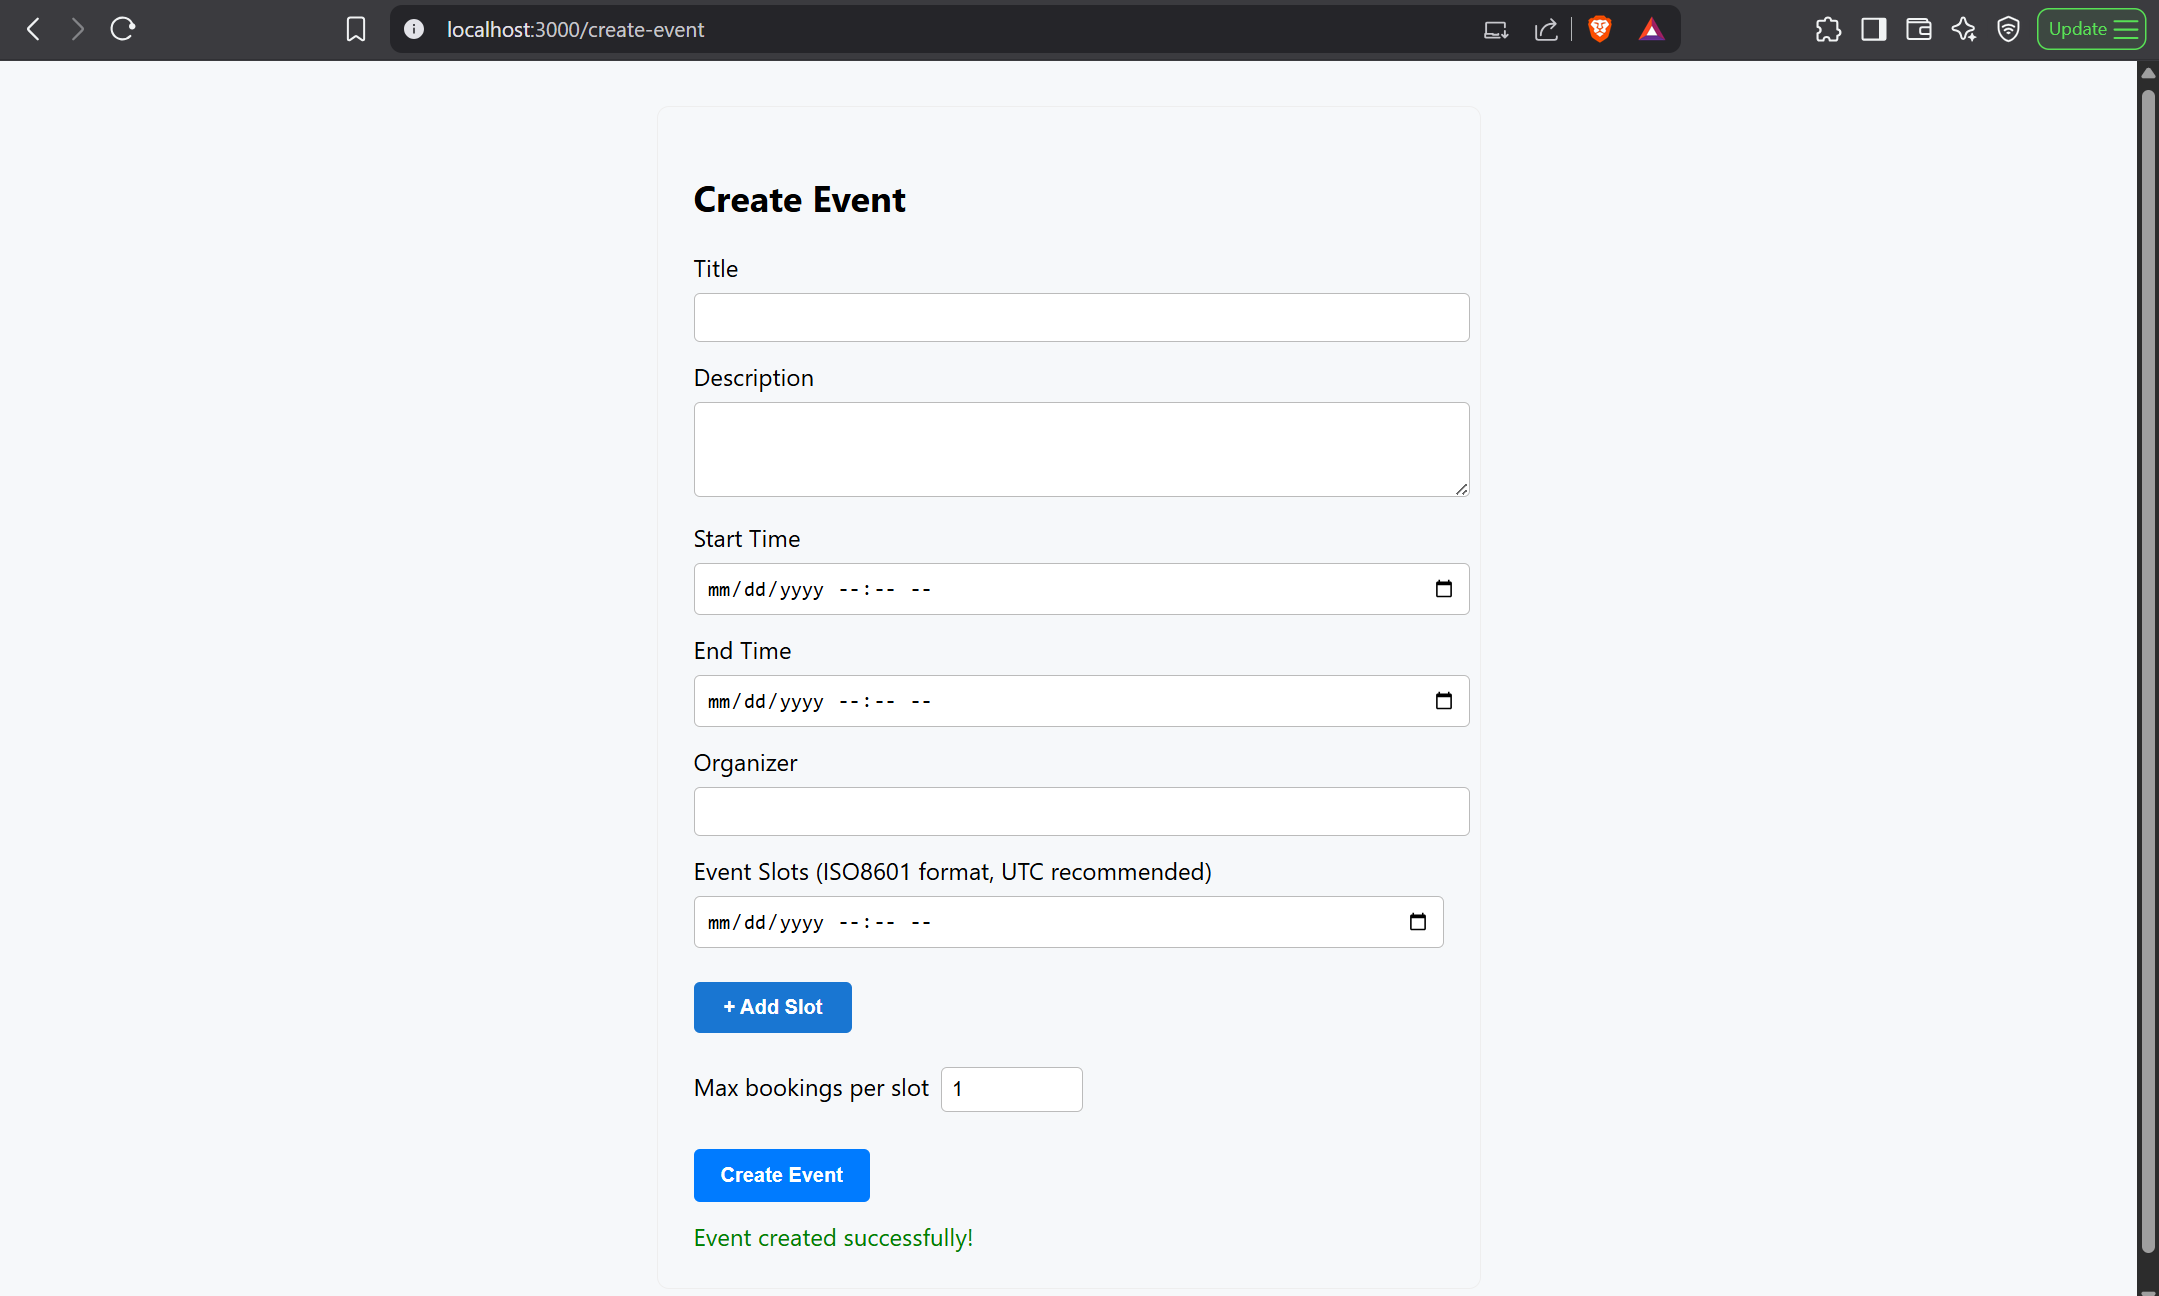 localhost:3000/create-event
Update
Create Event
Title
Description
Start Time
mm/dd/yyyy --:-- --
End Time
mm/dd/yyyy --:-- --
Organizer
Event Slots (ISO8601 format, UTC recommended)
mm/dd/yyyy --:-- --
+ Add Slot
Max bookings per slot 1
Create Event
Event created successfully!